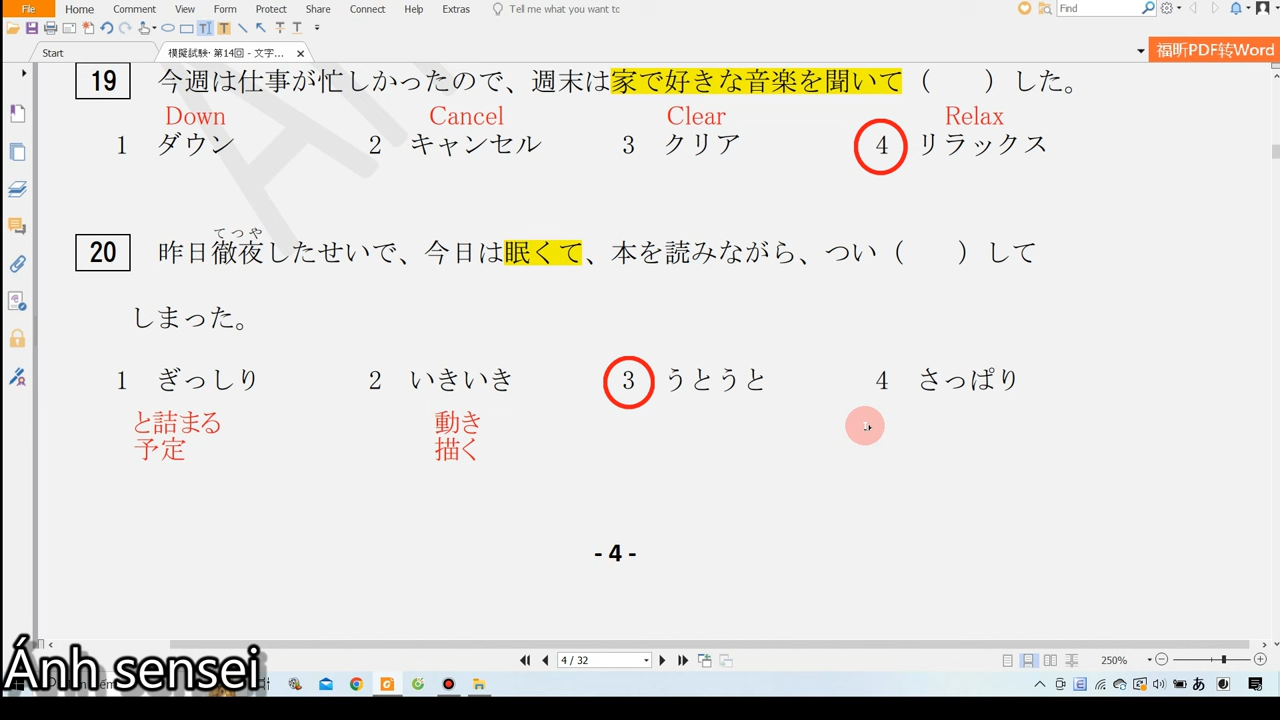 File Home Comment View Form Protect Share Connect Help Extras Tell me what you want to Find
Start 模擬試験· 第14回 - 文字... 福昕PDF转Word
19 今週は仕事が忙しかったので、週末は家で好きな音楽を聞いて（　）した。
Down Cancel Clear Relax
1 ダウン 2 キャンセル 3 クリア 4 リラックス
てつや
20 昨日徹夜したせいで、今日は眠くて、本を読みながら、つい（　）して
しまった。
1 ぎっしり 2 いきいき 3 うとうと 4 さっぱり
と詰まる 動き
予定 描く
- 4 -
4 / 32 250%
Ánh sensei